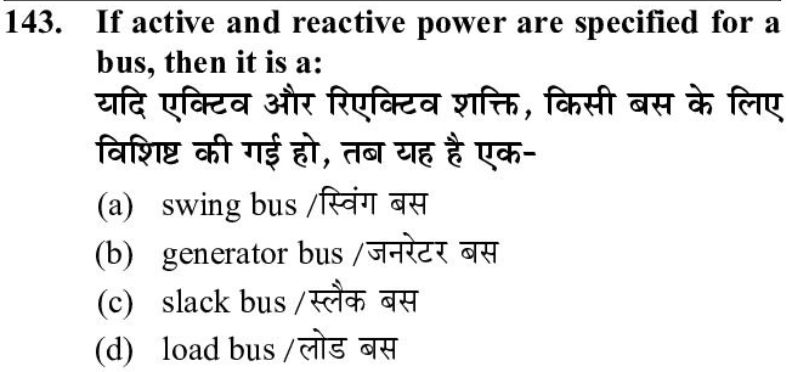 143. If active and reactive power are specified for a
bus, then it is a:
यदि एक्टिव और रिएक्टिव शक्ति, किसी बस के लिए
विशिष्ट की गई हो, तब यह है एक-
(a) swing bus /स्विंग बस
(b) generator bus /जनरेटर बस
(c) slack bus /स्लैक बस
(d) load bus /लोड बस